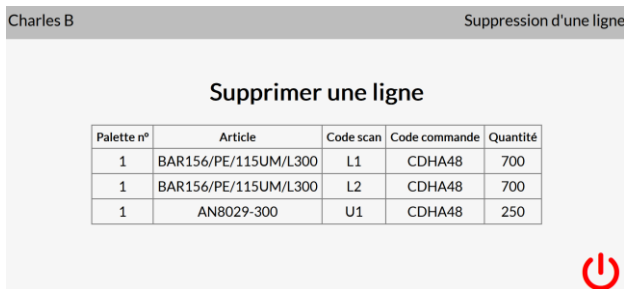 Charles B Suppression d'une ligne
Supprimer une ligne
Palette nº Article Code scan Code commande Quantité
1 BAR156/PE/115UM/L300 L1 CDHA48 700
1 BAR156/PE/115UM/L300 L2 CDHA48 700
1 AN8029-300 U1 CDHA48 250